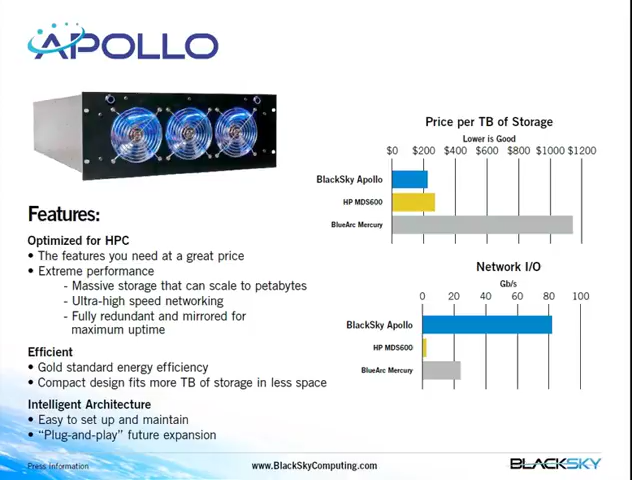 APOLLO
Price per TB of Storage
Lower is Good
$0 $200 $400 $600 $800 $1000 $1200
BlackSky Apollo
HP MDS600
BlueArc Mercury
Features:
Optimized for HPC
• The features you need at a great price
• Extreme performance
- Massive storage that can scale to petabytes
- Ultra-high speed networking
- Fully redundant and mirrored for
maximum uptime
Efficient
• Gold standard energy efficiency
• Compact design fits more TB of storage in less space
Intelligent Architecture
• Easy to set up and maintain
• “Plug-and-play” future expansion
Network I/O
Gb/s
0 20 40 60 80 100
BlackSky Apollo
HP MDS600
BlueArc Mercury
Press Information
www.BlackSkyComputing.com
BLACKSKY